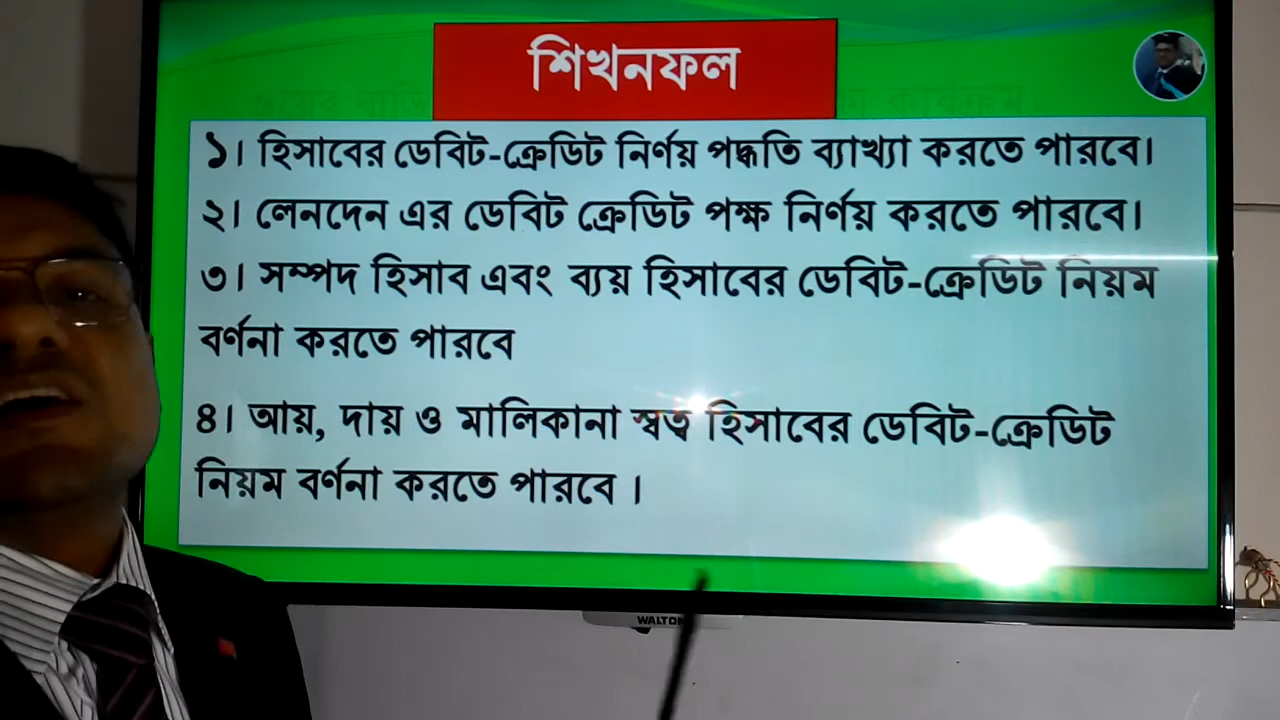 শিখনফল
১। হিসাবের ডেবিট-ক্রেডিট নির্ণয় পদ্ধতি ব্যাখ্যা করতে পারবে।
২। লেনদেন এর ডেবিট ক্রেডিট পক্ষ নির্ণয় করতে পারবে।
৩। সম্পদ হিসাব এবং ব্যয় হিসাবের ডেবিট-ক্রেডিট নিয়ম
বর্ণনা করতে পারবে
৪। আয়, দায় ও মালিকানা স্বত্ব হিসাবের ডেবিট-ক্রেডিট
নিয়ম বর্ণনা করতে পারবে ।
WALTON